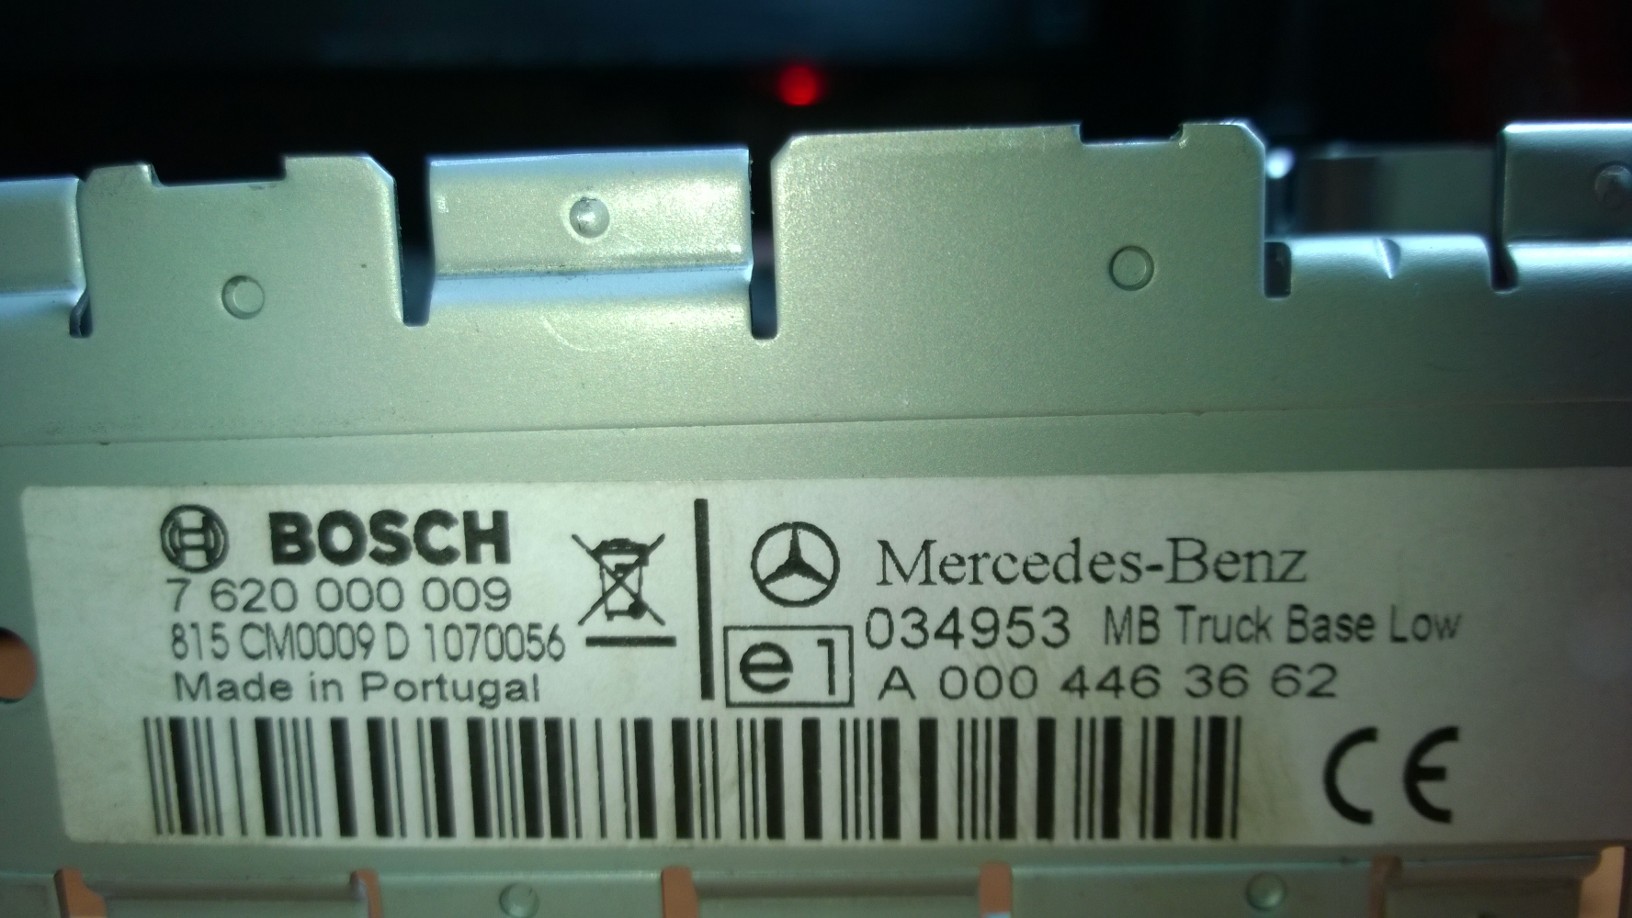 BOSCH
7 620 000 009
815 CM0009 D 1070056
Made in Portugal
Mercedes-Benz
e1 034953 MB Truck Base Low
A 000 446 36 62
CE